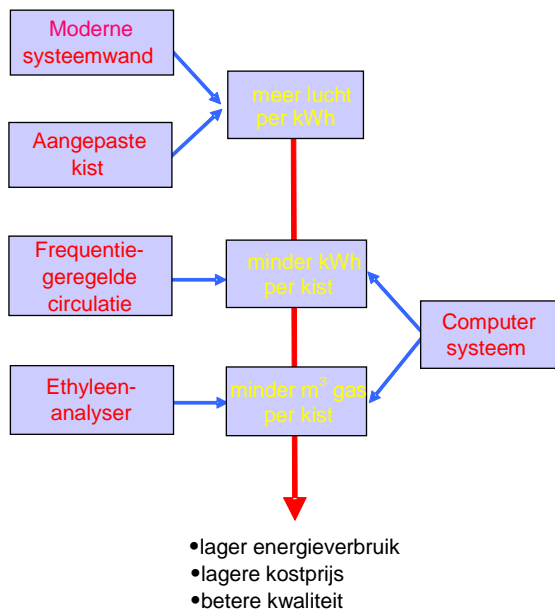 Moderne
systeemwand
meer lucht
per kWh
Aangepaste
kist
Frequentie-
geregelde
circulatie
minder kWh
per kist
Computer
systeem
Ethyleen-
analyser
minder m³ gas
per kist
•lager energieverbruik
•lagere kostprijs
•betere kwaliteit